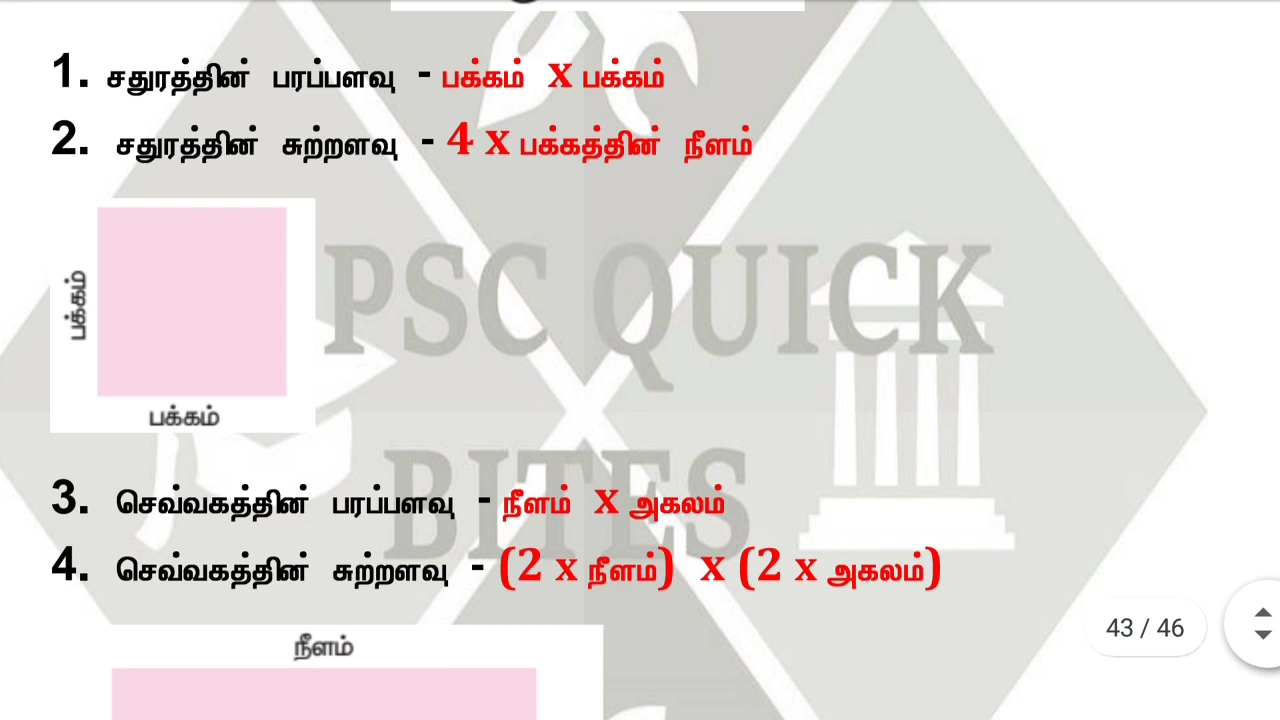 1. சதுரத்தின் பரப்பளவு - பக்கம் x பக்கம்
2. சதுரத்தின் சுற்றளவு - 4 x பக்கத்தின் நீளம்
PSC QUICK
பக்கம்
பக்கம்
BITES
3. செவ்வகத்தின் பரப்பளவு - நீளம் x அகலம்
4. செவ்வகத்தின் சுற்றளவு - (2 x நீளம்) x (2 x அகலம்)
43 / 46
நீளம்